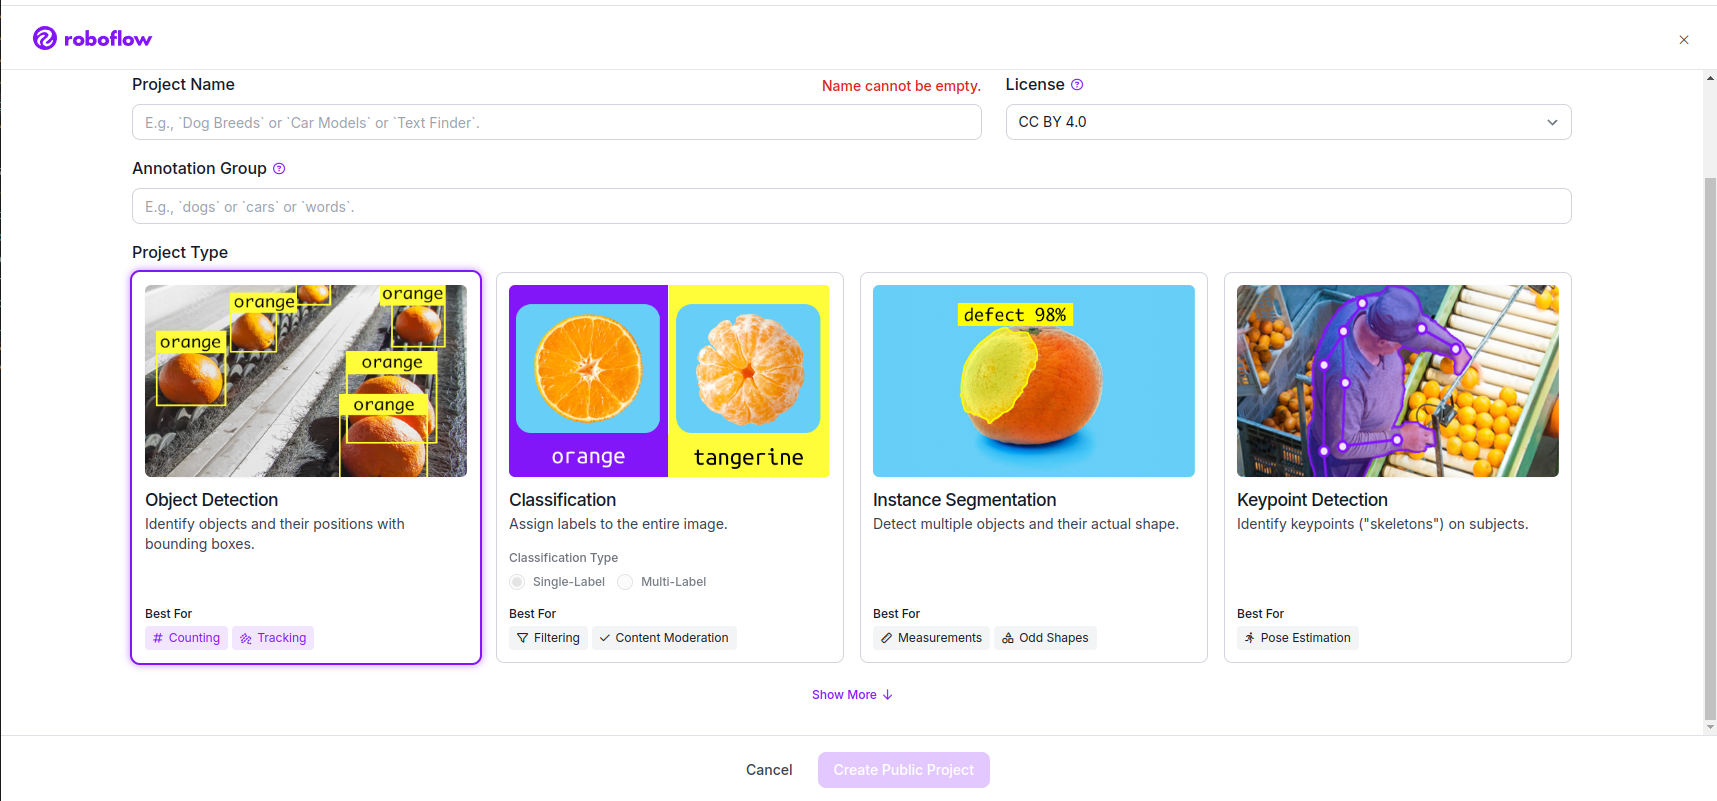 roboflow
Project Name
Name cannot be empty.
License
E.g., `Dog Breeds` or `Car Models` or `Text Finder`.
CC BY 4.0
Annotation Group
E.g., `dogs` or `cars` or `words`.
Project Type
orange
orange
orange
orange
orange
orange
tangerine
defect 98%
Object Detection
Identify objects and their positions with
bounding boxes.
Best For
# Counting
Tracking
Classification
Assign labels to the entire image.
Classification Type
Single-Label
Multi-Label
Best For
Filtering
Content Moderation
Instance Segmentation
Detect multiple objects and their actual shape.
Best For
Measurements
Odd Shapes
Keypoint Detection
Identify keypoints ("skeletons") on subjects.
Best For
Pose Estimation
Show More
Cancel
Create Public Project